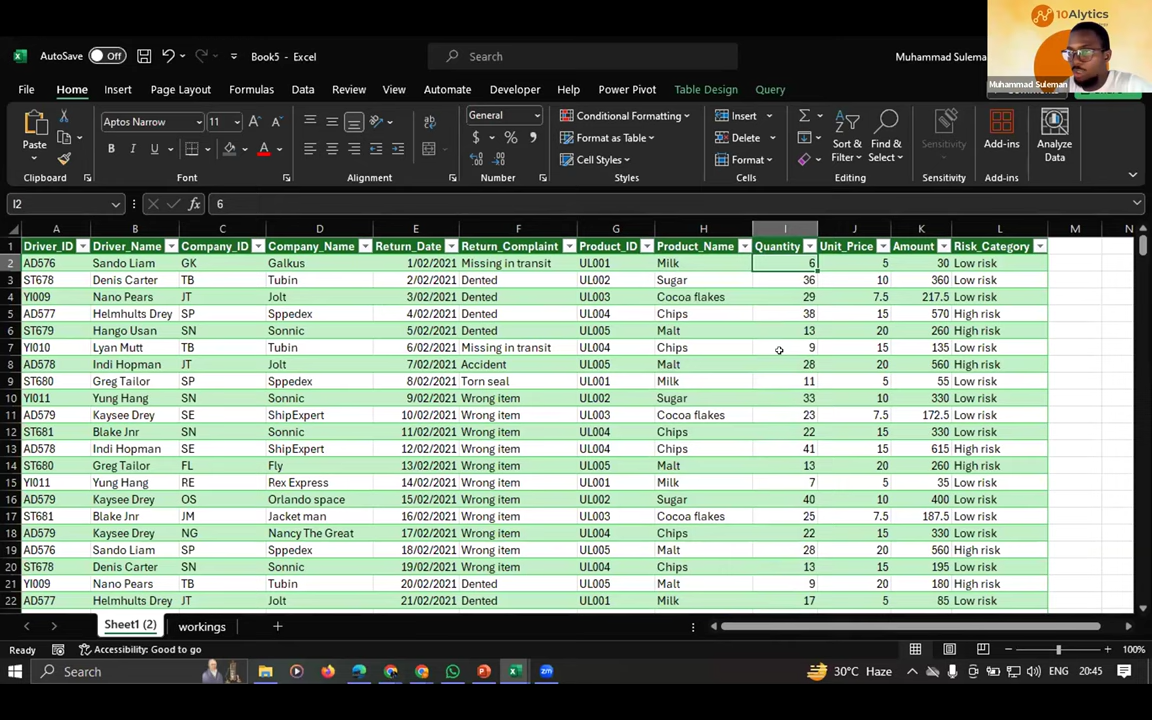 10Alytics
Muhammad Suleman
AutoSave Off Book5 - Excel Search Muhammad Suleman
File Home Insert Page Layout Formulas Data Review View Automate Developer Help Power Pivot Table Design Query
Paste
Clipboard
Aptos Narrow 11 A A
B I U A
Font
ab
Alignment
General
$ % 9
Number
Conditional Formatting
Format as Table
Cell Styles
Styles
Insert
Delete
Format
Cells
Sort & Filter
Find & Select
Editing
Sensitivity
Sensitivity
Add-ins
Add-ins
Analyze Data
I2 fx 6
A B C D E F G H I J K L M N
1 Driver_ID Driver_Name Company_ID Company_Name Return_Date Return_Complaint Product_ID Product_Name Quantity Unit_Price Amount Risk_Category
2 AD576 Sando Liam GK Galkus 1/02/2021 Missing in transit UL001 Milk 6 5 30 Low risk
3 ST678 Denis Carter TB Tubin 2/02/2021 Dented UL002 Sugar 36 10 360 Low risk
4 YI009 Nano Pears JT Jolt 3/02/2021 Dented UL003 Cocoa flakes 29 7.5 217.5 Low risk
5 AD577 Helmhults Drey SP Sppedex 4/02/2021 Dented UL004 Chips 38 15 570 High risk
6 ST679 Hango Usan SN Sonnic 5/02/2021 Dented UL005 Malt 13 20 260 High risk
7 YI010 Lyan Mutt TB Tubin 6/02/2021 Missing in transit UL004 Chips 9 15 135 Low risk
8 AD578 Indi Hopman JT Jolt 7/02/2021 Accident UL005 Malt 28 20 560 High risk
9 ST680 Greg Tailor SP Sppedex 8/02/2021 Torn seal UL001 Milk 11 5 55 Low risk
10 YI011 Yung Hang SN Sonnic 9/02/2021 Wrong item UL002 Sugar 33 10 330 Low risk
11 AD579 Kaysee Drey SE ShipExpert 10/02/2021 Wrong item UL003 Cocoa flakes 23 7.5 172.5 Low risk
12 ST681 Blake Jnr SN Sonnic 11/02/2021 Wrong item UL004 Chips 22 15 330 Low risk
13 AD578 Indi Hopman SE ShipExpert 12/02/2021 Wrong item UL004 Chips 41 15 615 High risk
14 ST680 Greg Tailor FL Fly 13/02/2021 Wrong item UL005 Malt 13 20 260 High risk
15 YI011 Yung Hang RE Rex Express 14/02/2021 Wrong item UL001 Milk 7 5 35 Low risk
16 AD579 Kaysee Drey OS Orlando space 15/02/2021 Wrong item UL002 Sugar 40 10 400 Low risk
17 ST681 Blake Jnr JM Jacket man 16/02/2021 Wrong item UL003 Cocoa flakes 25 7.5 187.5 Low risk
18 AD579 Kaysee Drey NG Nancy The Great 17/02/2021 Wrong item UL004 Chips 22 15 330 Low risk
19 AD576 Sando Liam SP Sppedex 18/02/2021 Wrong item UL005 Malt 28 20 560 High risk
20 ST678 Denis Carter SN Sonnic 19/02/2021 Wrong item UL004 Chips 13 15 195 Low risk
21 YI009 Nano Pears TB Tubin 20/02/2021 Dented UL005 Malt 9 20 180 High risk
22 AD577 Helmhults Drey JT Jolt 21/02/2021 Dented UL001 Milk 17 5 85 Low risk
Sheet1 (2) workings
Ready Accessibility: Good to go 100%
Search 30°C Haze ENG 20:45